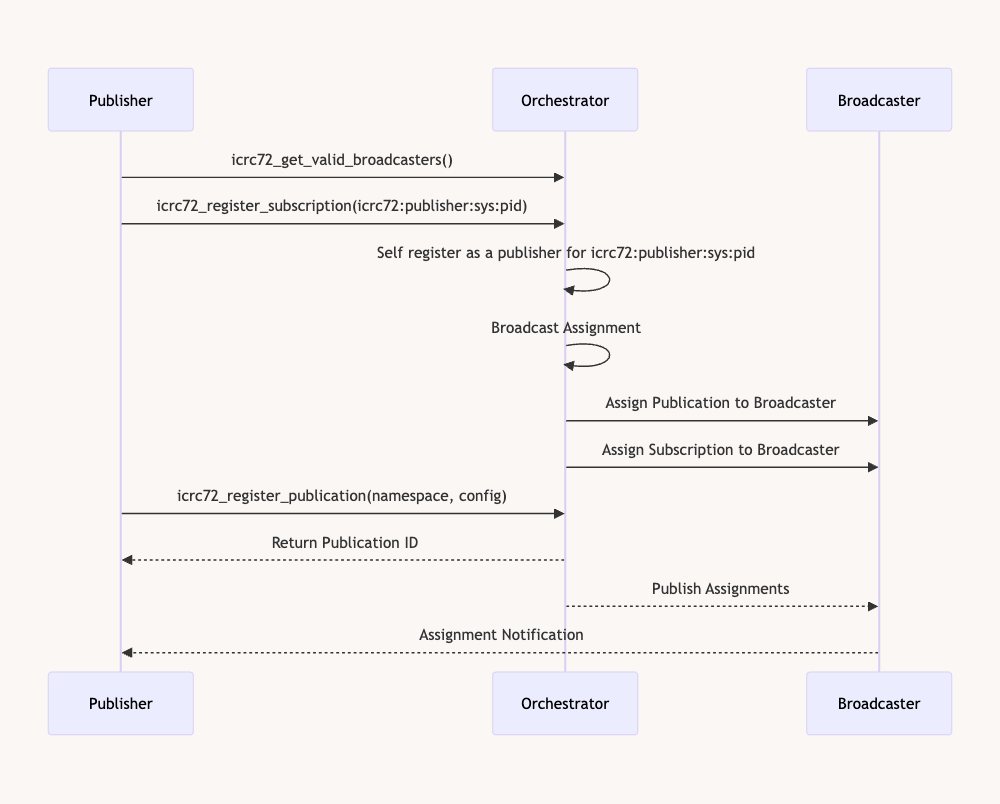 Publisher
Orchestrator
Broadcaster
icrc72_get_valid_broadcasters()
icrc72_register_subscription(icrc72:publisher:sys:pid)
Self register as a publisher for icrc72:publisher:sys:pid
Broadcast Assignment
Assign Publication to Broadcaster
Assign Subscription to Broadcaster
icrc72_register_publication(namespace, config)
Return Publication ID
Publish Assignments
Assignment Notification
Publisher
Orchestrator
Broadcaster